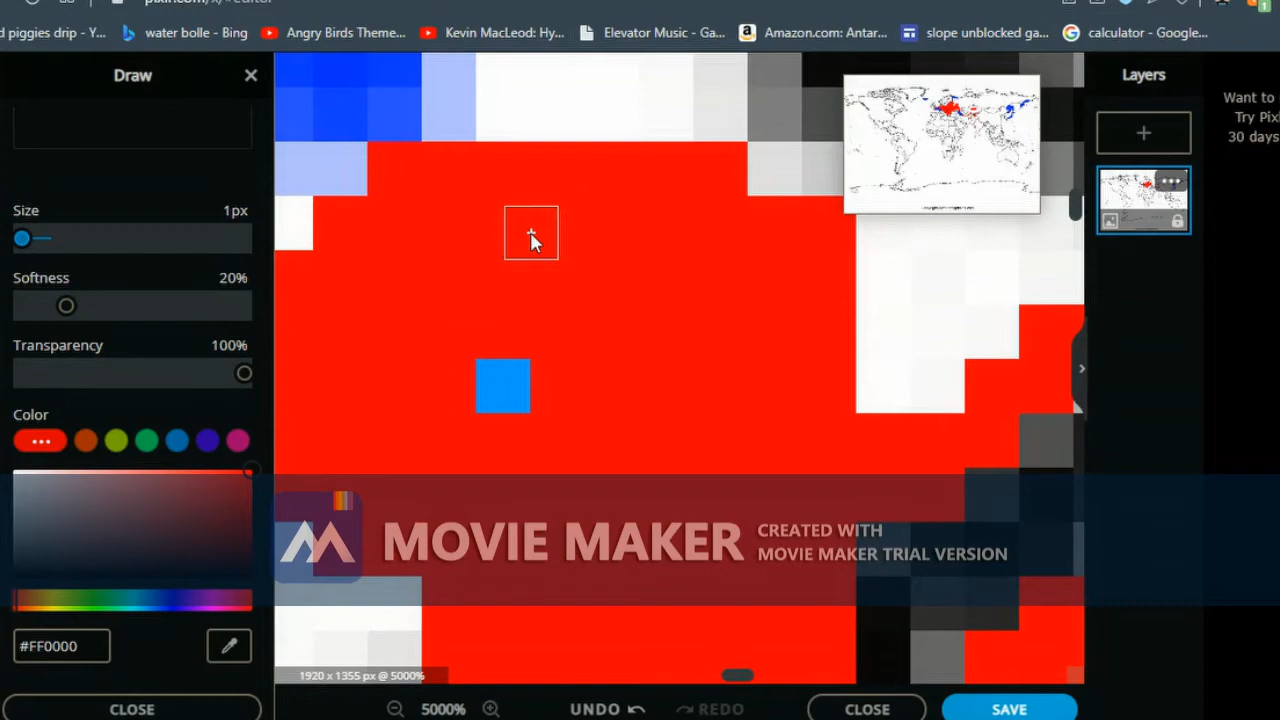 d piggies drip - Y...
water bolle - Bing
Angry Birds Theme...
Kevin MacLeod: Hy...
Elevator Music - Ga...
Amazon.com: Antar...
slope unblocked ga...
calculator - Google...
Draw
Layers
Want to
Try Pix
30 days
Size 1px
Softness 20%
Transparency 100%
Color
MOVIE MAKER
CREATED WITH
MOVIE MAKER TRIAL VERSION
#FF0000
1920 x 1355 px @ 5000%
CLOSE
5000%
UNDO
REDO
CLOSE
SAVE